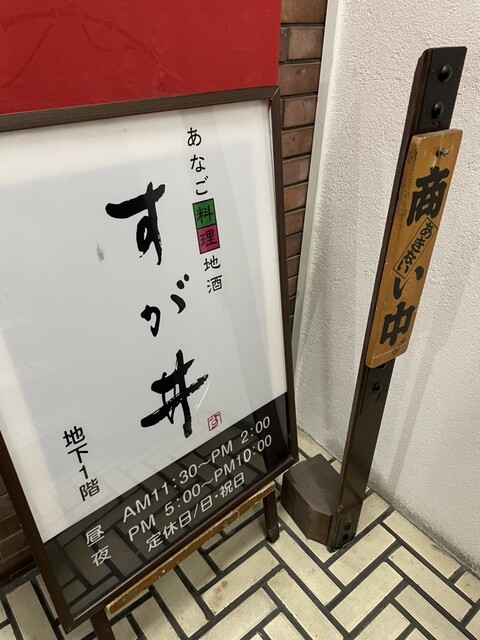 あなご料理地酒
すが井
す
地下1階
昼 AM11:30～PM 2:00
夜 PM 5:00～PM10:00
定休日/日・祝日
商い中
あきない